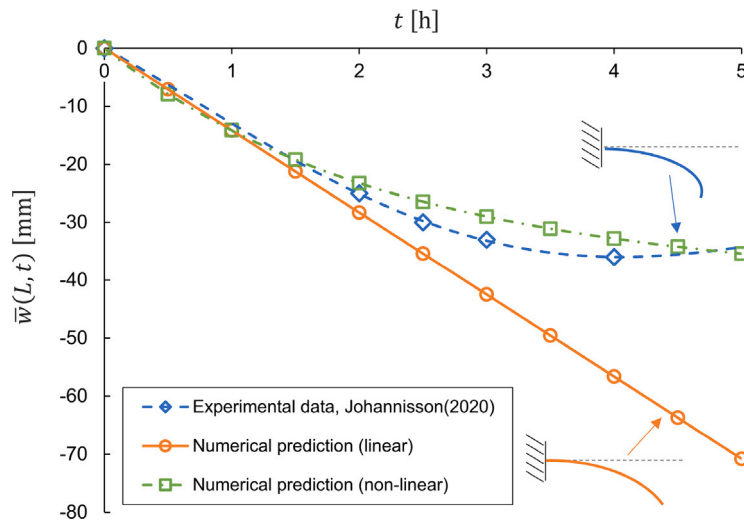 t [h]
0
0 1 2 3 4 5
-10
-20
-30
-40
-50
-60
-70
-80
w̅(L, t) [mm]
Experimental data, Johannisson(2020)
Numerical prediction (linear)
Numerical prediction (non-linear)